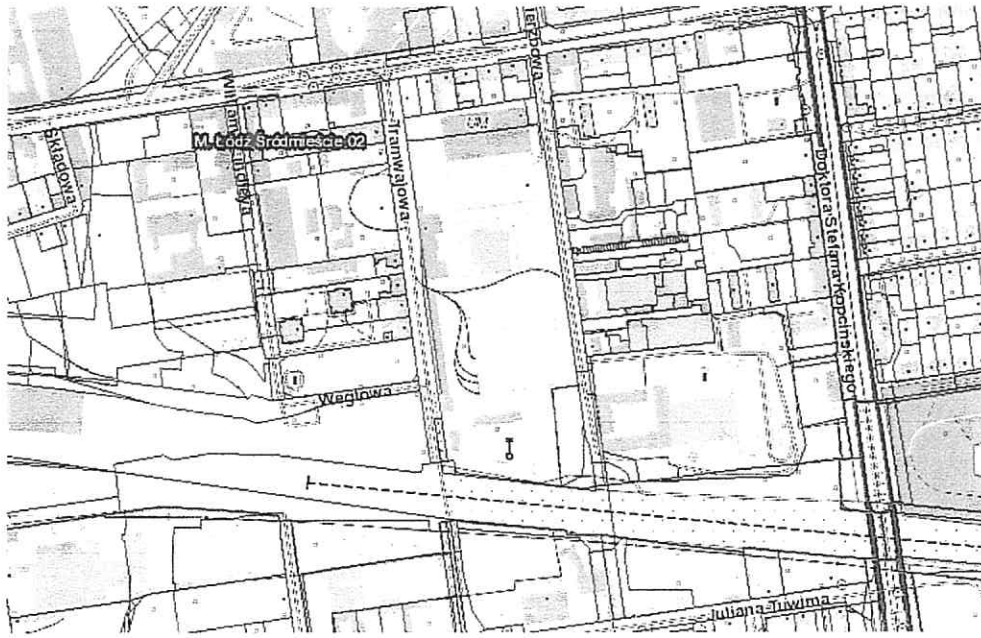 Składowa
M. Łódź Śródmieście 02
Tramwajowa
Doktora Stefana Kopcińskiego
Węglowa
Juliana Tuwima